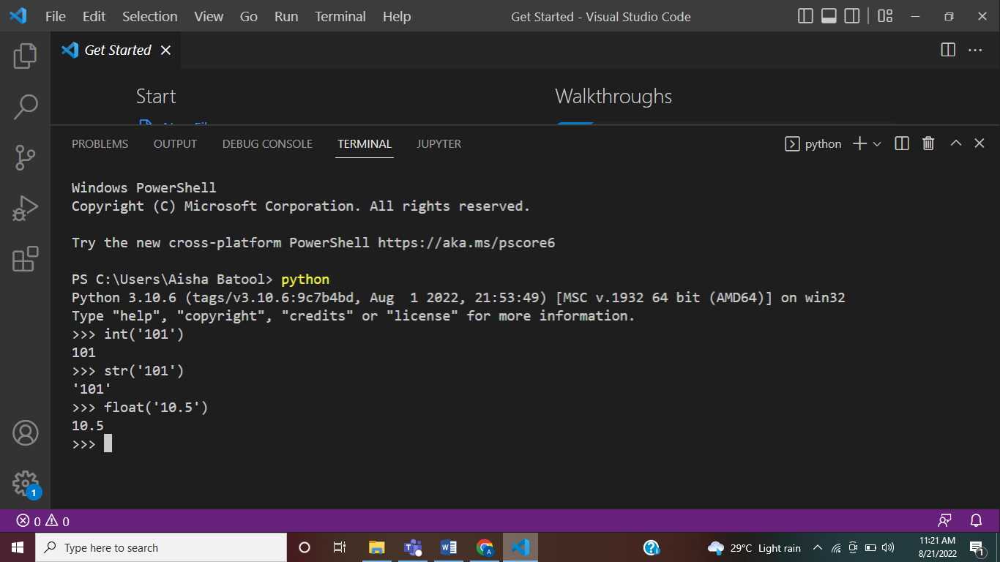 File Edit Selection View Go Run Terminal Help Get Started - Visual Studio Code
Get Started
Start Walkthroughs
PROBLEMS OUTPUT DEBUG CONSOLE TERMINAL JUPYTER python
Windows PowerShell
Copyright (C) Microsoft Corporation. All rights reserved.
Try the new cross-platform PowerShell https://aka.ms/pscore6
PS C:\Users\Aisha Batool> python
Python 3.10.6 (tags/v3.10.6:9c7b4bd, Aug  1 2022, 21:53:49) [MSC v.1932 64 bit (AMD64)] on win32
Type "help", "copyright", "credits" or "license" for more information.
>>> int('101')
101
>>> str('101')
'101'
>>> float('10.5')
10.5
>>>
1
0 0
Type here to search 29°C Light rain 11:21 AM
8/21/2022 1